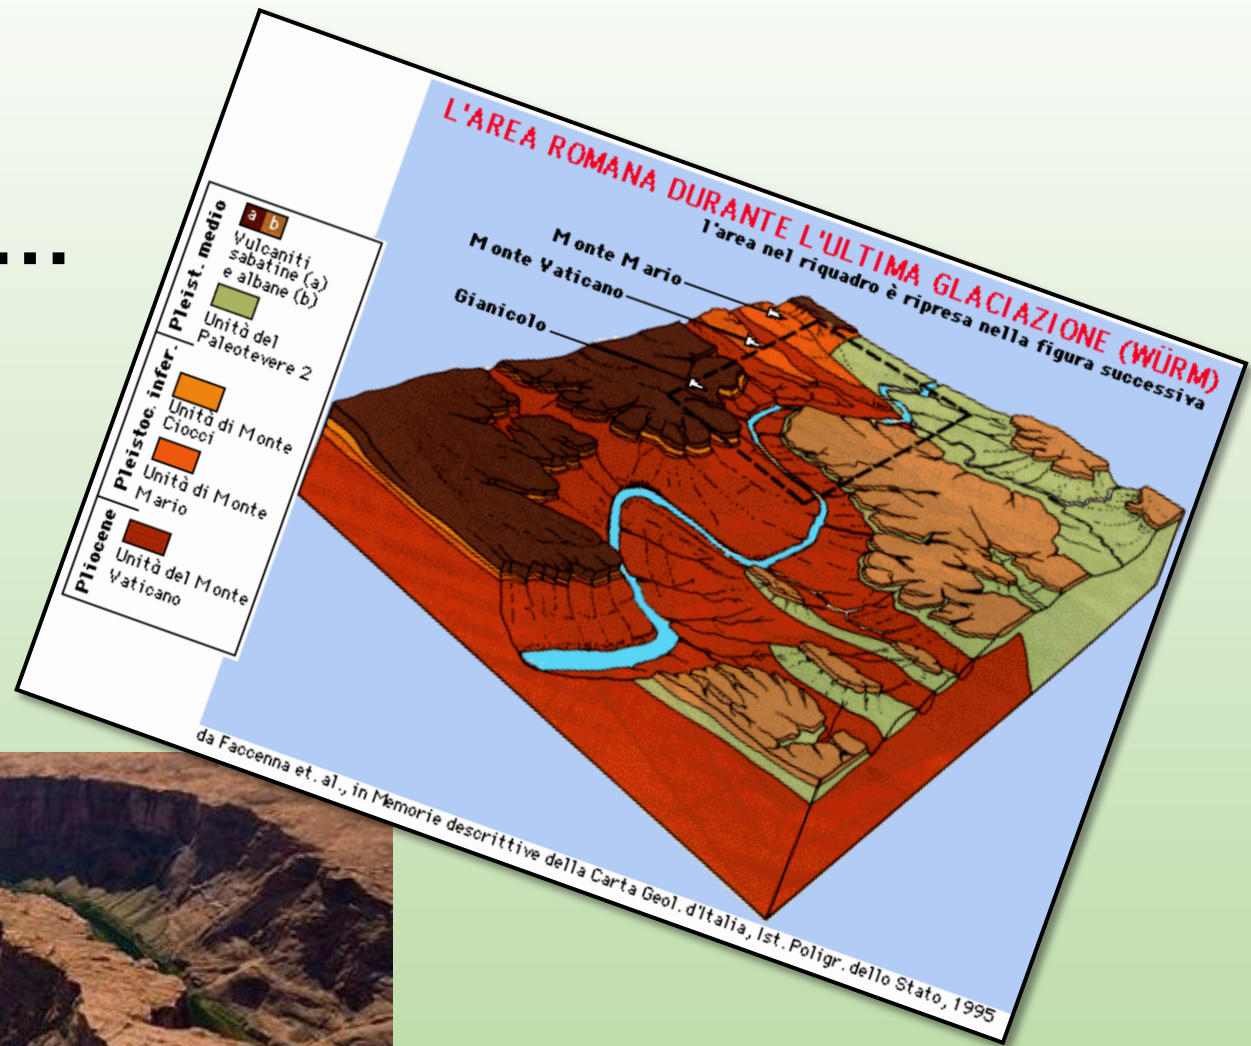 ...
L'AREA ROMANA DURANTE L'ULTIMA GLACIAZIONE (WÜRM)
l'area nel riquadro è ripresa nella figura successiva
Monte Mario
Monte Vaticano
Gianicolo
Pleist. medio
a b
Vulcaniti
sabatine (a)
e albane (b)
Unità del
Paleotevere 2
Pleistoc. infer.
Unità di Monte
Ciocci
Unità di Monte
Mario
Pliocene
Unità del Monte
Vaticano
da Faccenna et. al., in Memorie descrittive della Carta Geol. d'Italia, Ist. Poligr. dello Stato, 1995